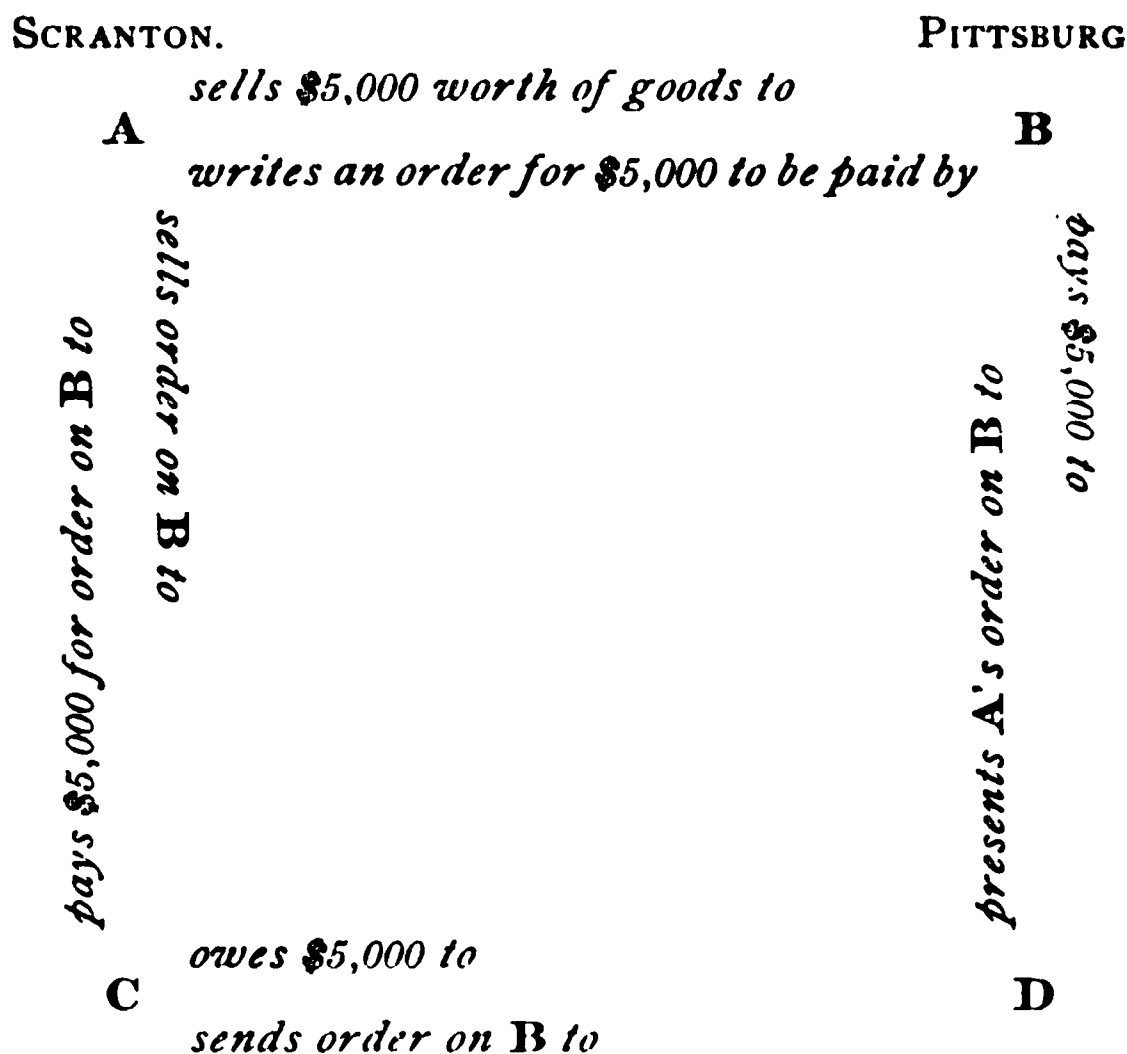 SCRANTON.
PITTSBURG
sells $5,000 worth of goods to
A
B
writes an order for $5,000 to be paid by
pays $5,000 for order on B to
sells order on B to
presents A's order on B to
pays $5,000 to
owes $5,000 to
C
D
sends order on B to